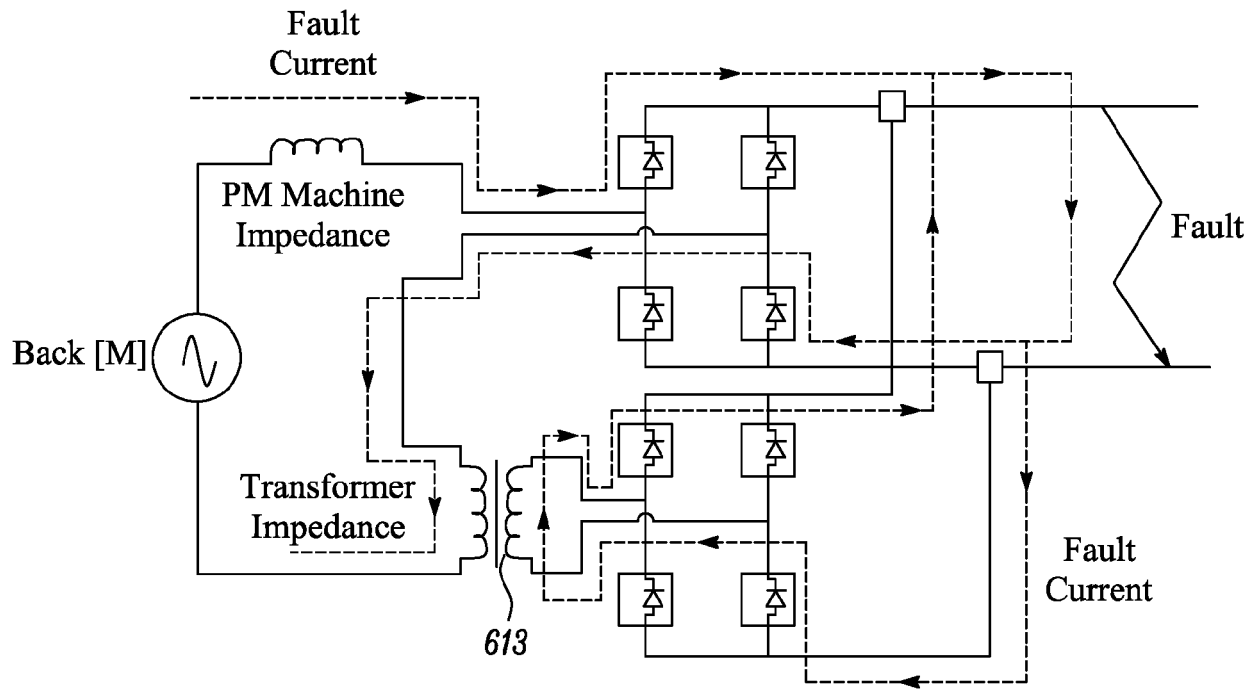 Fault
Current
PM Machine
Impedance
Fault
Back [M]
Transformer
Impedance
Fault
Current
613